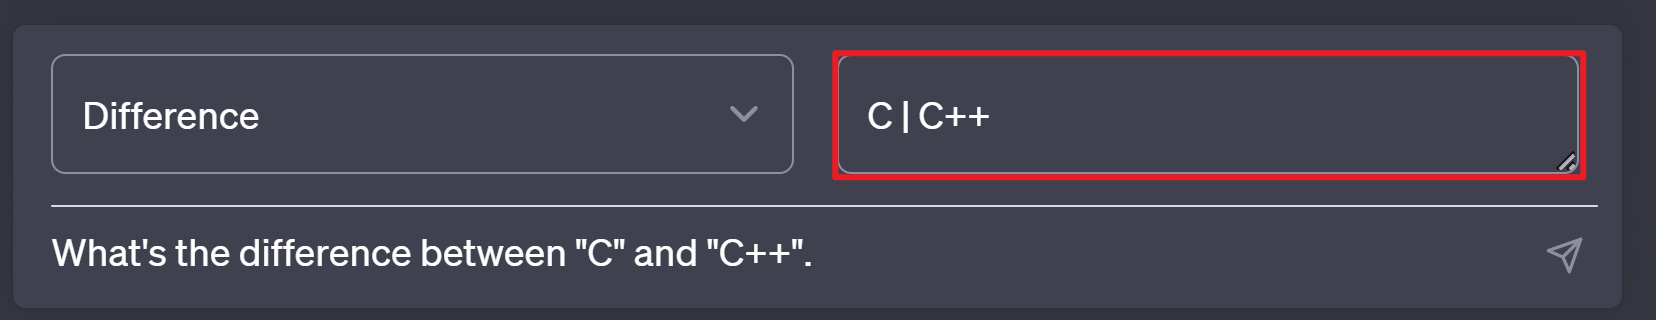 Difference
C | C++
What's the difference between "C" and "C++".